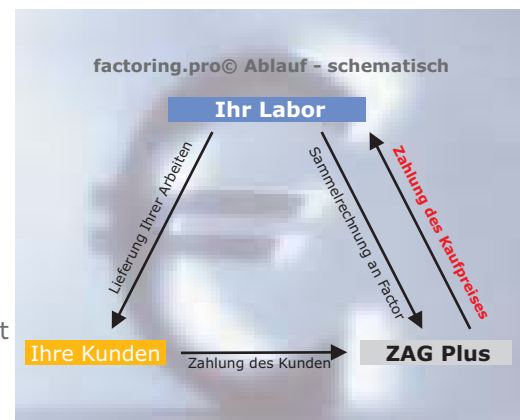 factoring.pro© Ablauf - schematisch
Ihr Labor
Lieferung Ihrer Arbeiten
Sammelrechnung an Factor
Zahlung des Kaufpreises
t
Ihre Kunden
Zahlung des Kunden
ZAG Plus